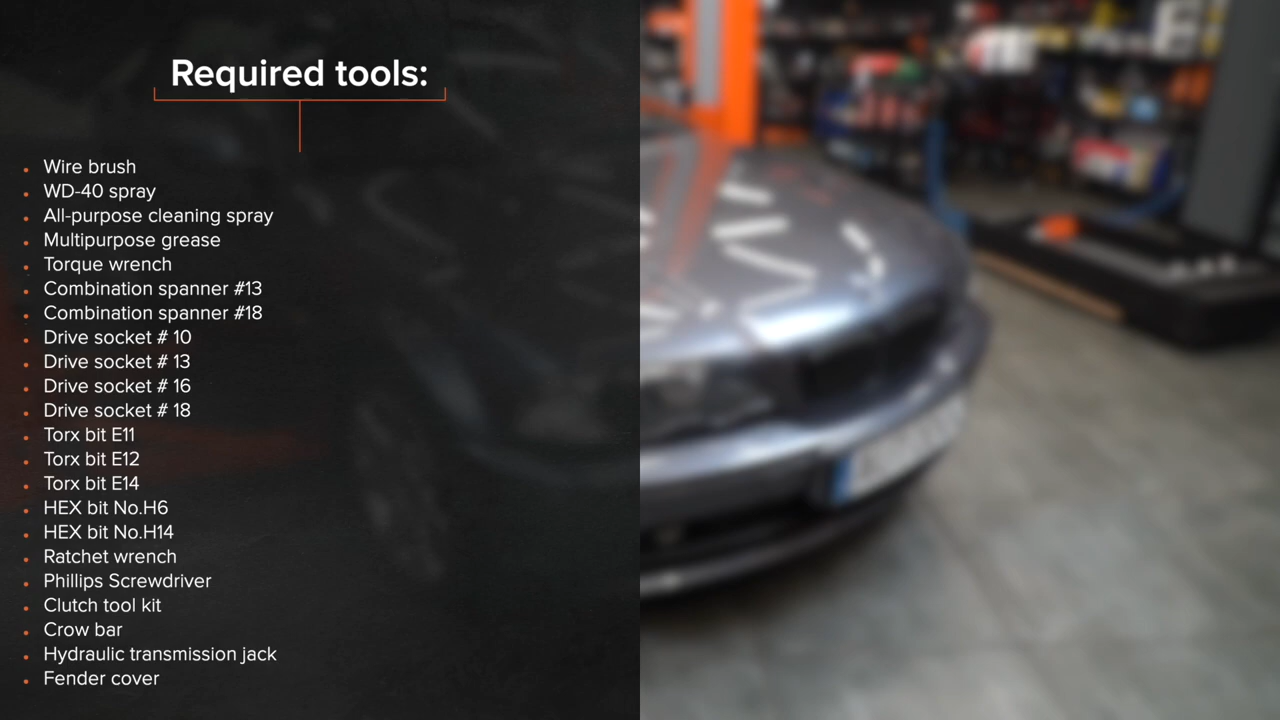 Required tools:
Wire brush
WD-40 spray
All-purpose cleaning spray
Multipurpose grease
Torque wrench
Combination spanner #13
Combination spanner #18
Drive socket # 10
Drive socket # 13
Drive socket # 16
Drive socket # 18
Torx bit E11
Torx bit E12
Torx bit E14
HEX bit No.H6
HEX bit No.H14
Ratchet wrench
Phillips Screwdriver
Clutch tool kit
Crow bar
Hydraulic transmission jack
Fender cover